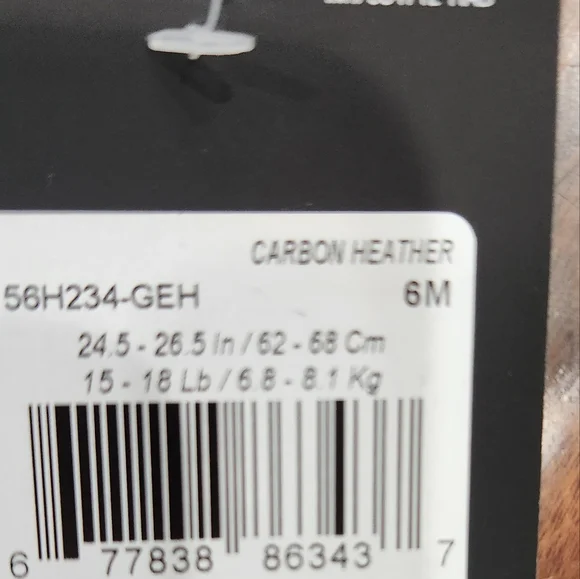 CARBON HEATHER
56H234-GEH 6M
24.5 - 26.5 In / 62 - 68 Cm
15 - 18 Lb / 6.8 - 8.1 Kg
6 77838 86343 7